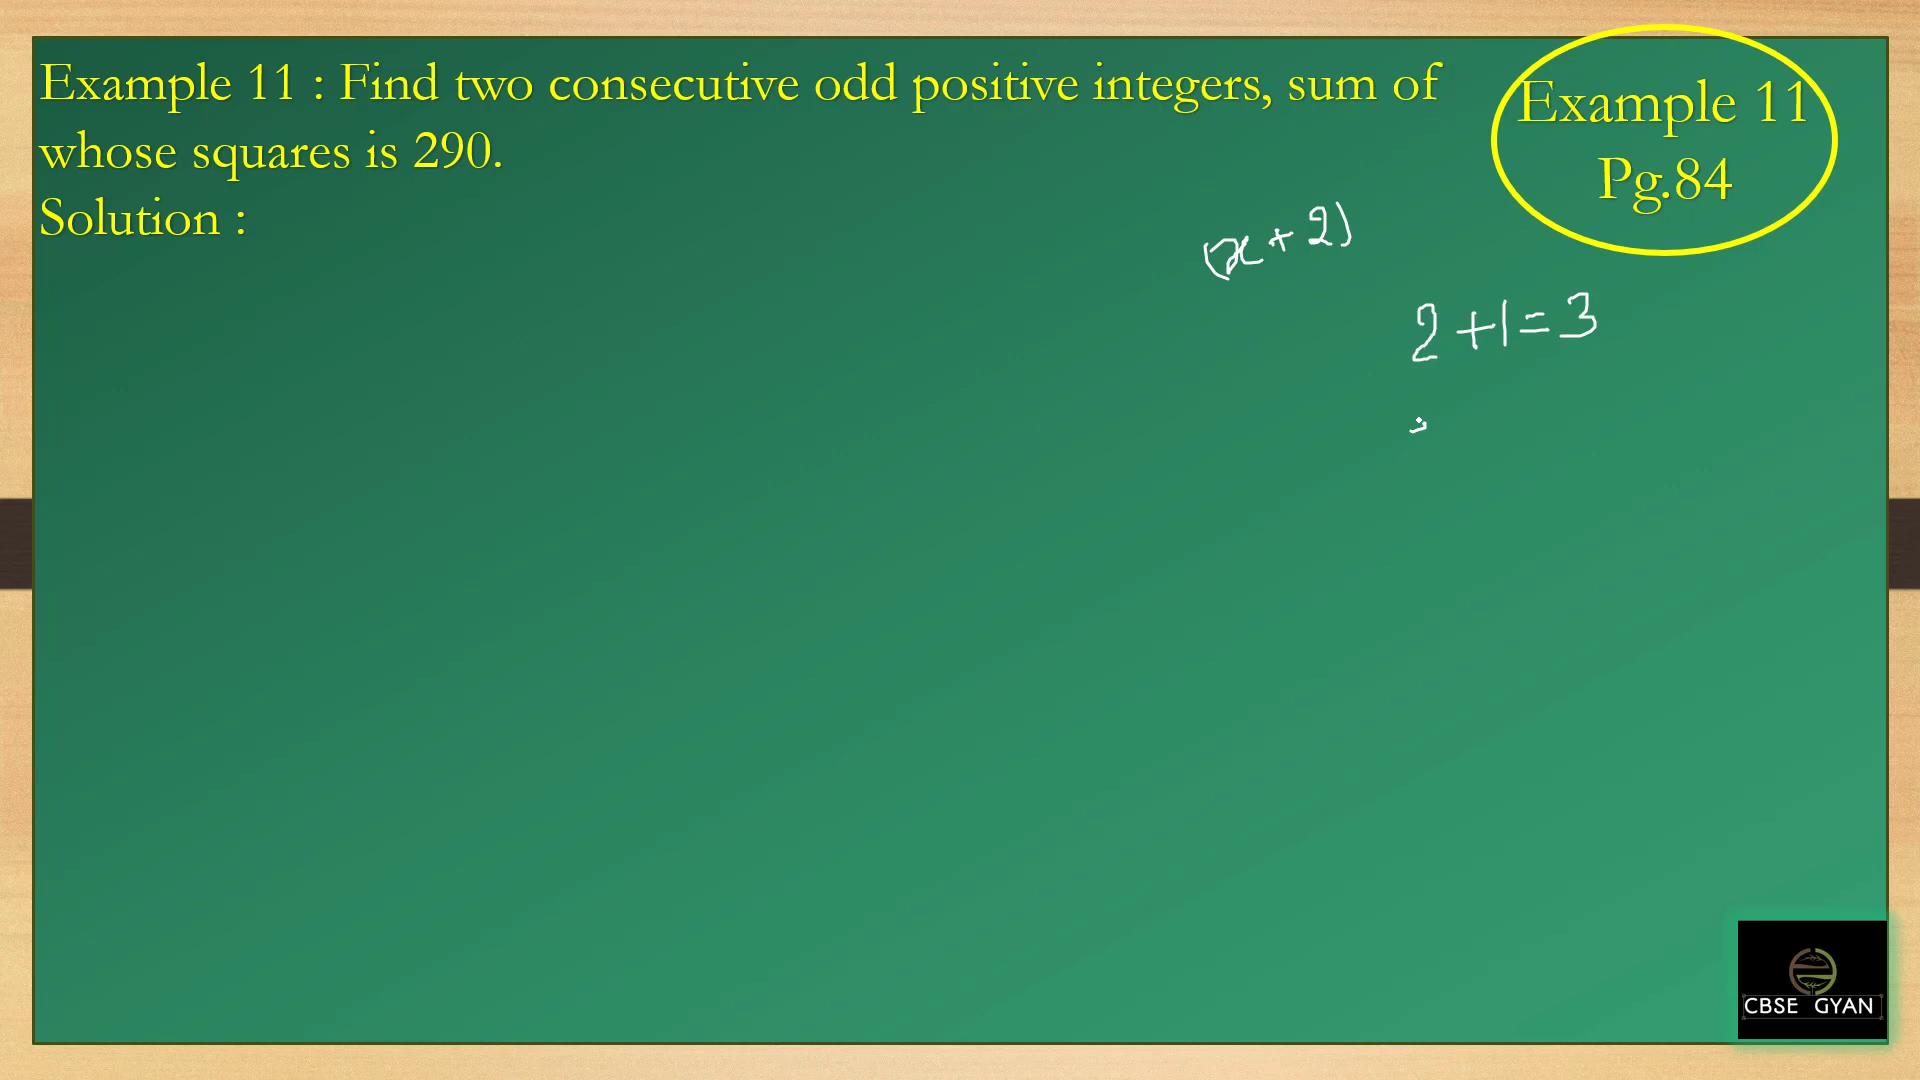 Example 11 : Find two consecutive odd positive integers, sum of
whose squares is 290.
Solution :
Example 11
Pg.84
(x + 2)
2 + 1 = 3
CBSE GYAN